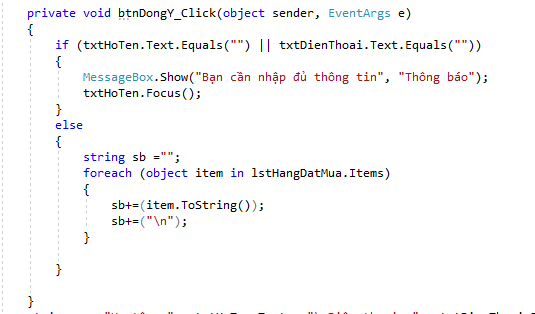 private void btnDongY_Click(object sender, EventArgs e)
{
if (txtHoTen.Text.Equals("") || txtDienThoai.Text.Equals(""))
{
MessageBox.Show("Bạn cần nhập đủ thông tin", "Thông báo");
txtHoTen.Focus();
}
else
{
string sb ="";
foreach (object item in lstHangDatMua.Items)
{
sb+=(item.ToString());
sb+=("\n");
}
}
}